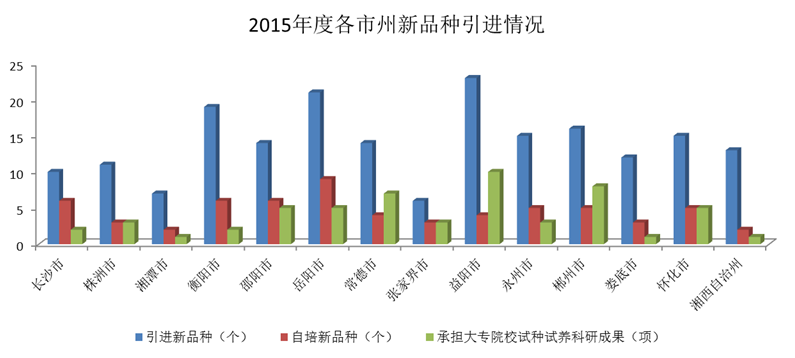 2015年度各市州新品种引进情况
25
20
15
10
5
0
长沙市
株洲市
湘潭市
衡阳市
邵阳市
岳阳市
常德市
张家界市
益阳市
永州市
郴州市
娄底市
怀化市
湘西自治州
引进新品种（个）
自培新品种（个）
承担大专院校试种试养科研成果（项）